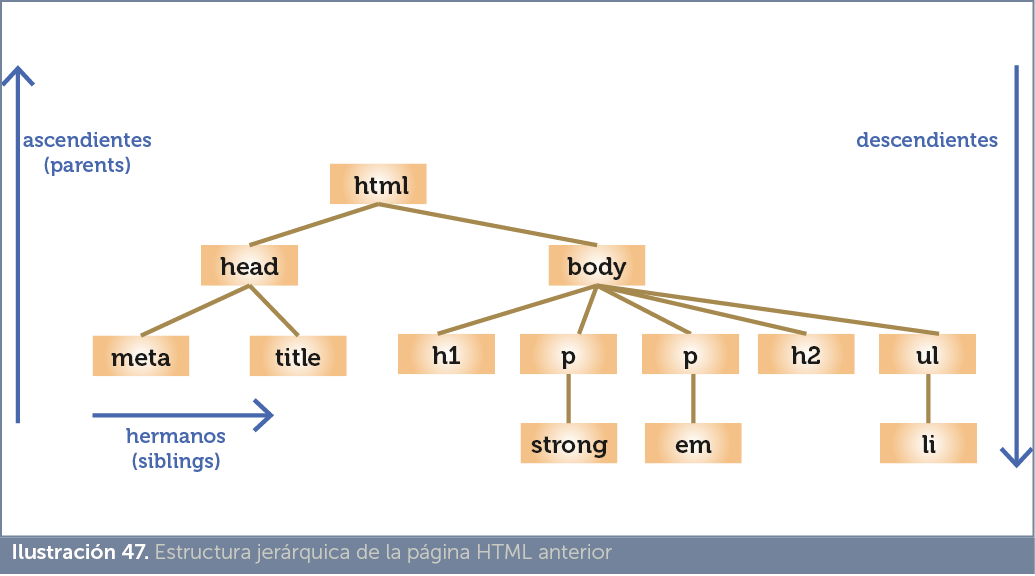 ascendientes
(parents)
descendientes
html
head
body
meta
title
h1
p
p
h2
ul
hermanos
(siblings)
strong
em
li
Ilustración 47. Estructura jerárquica de la página HTML anterior